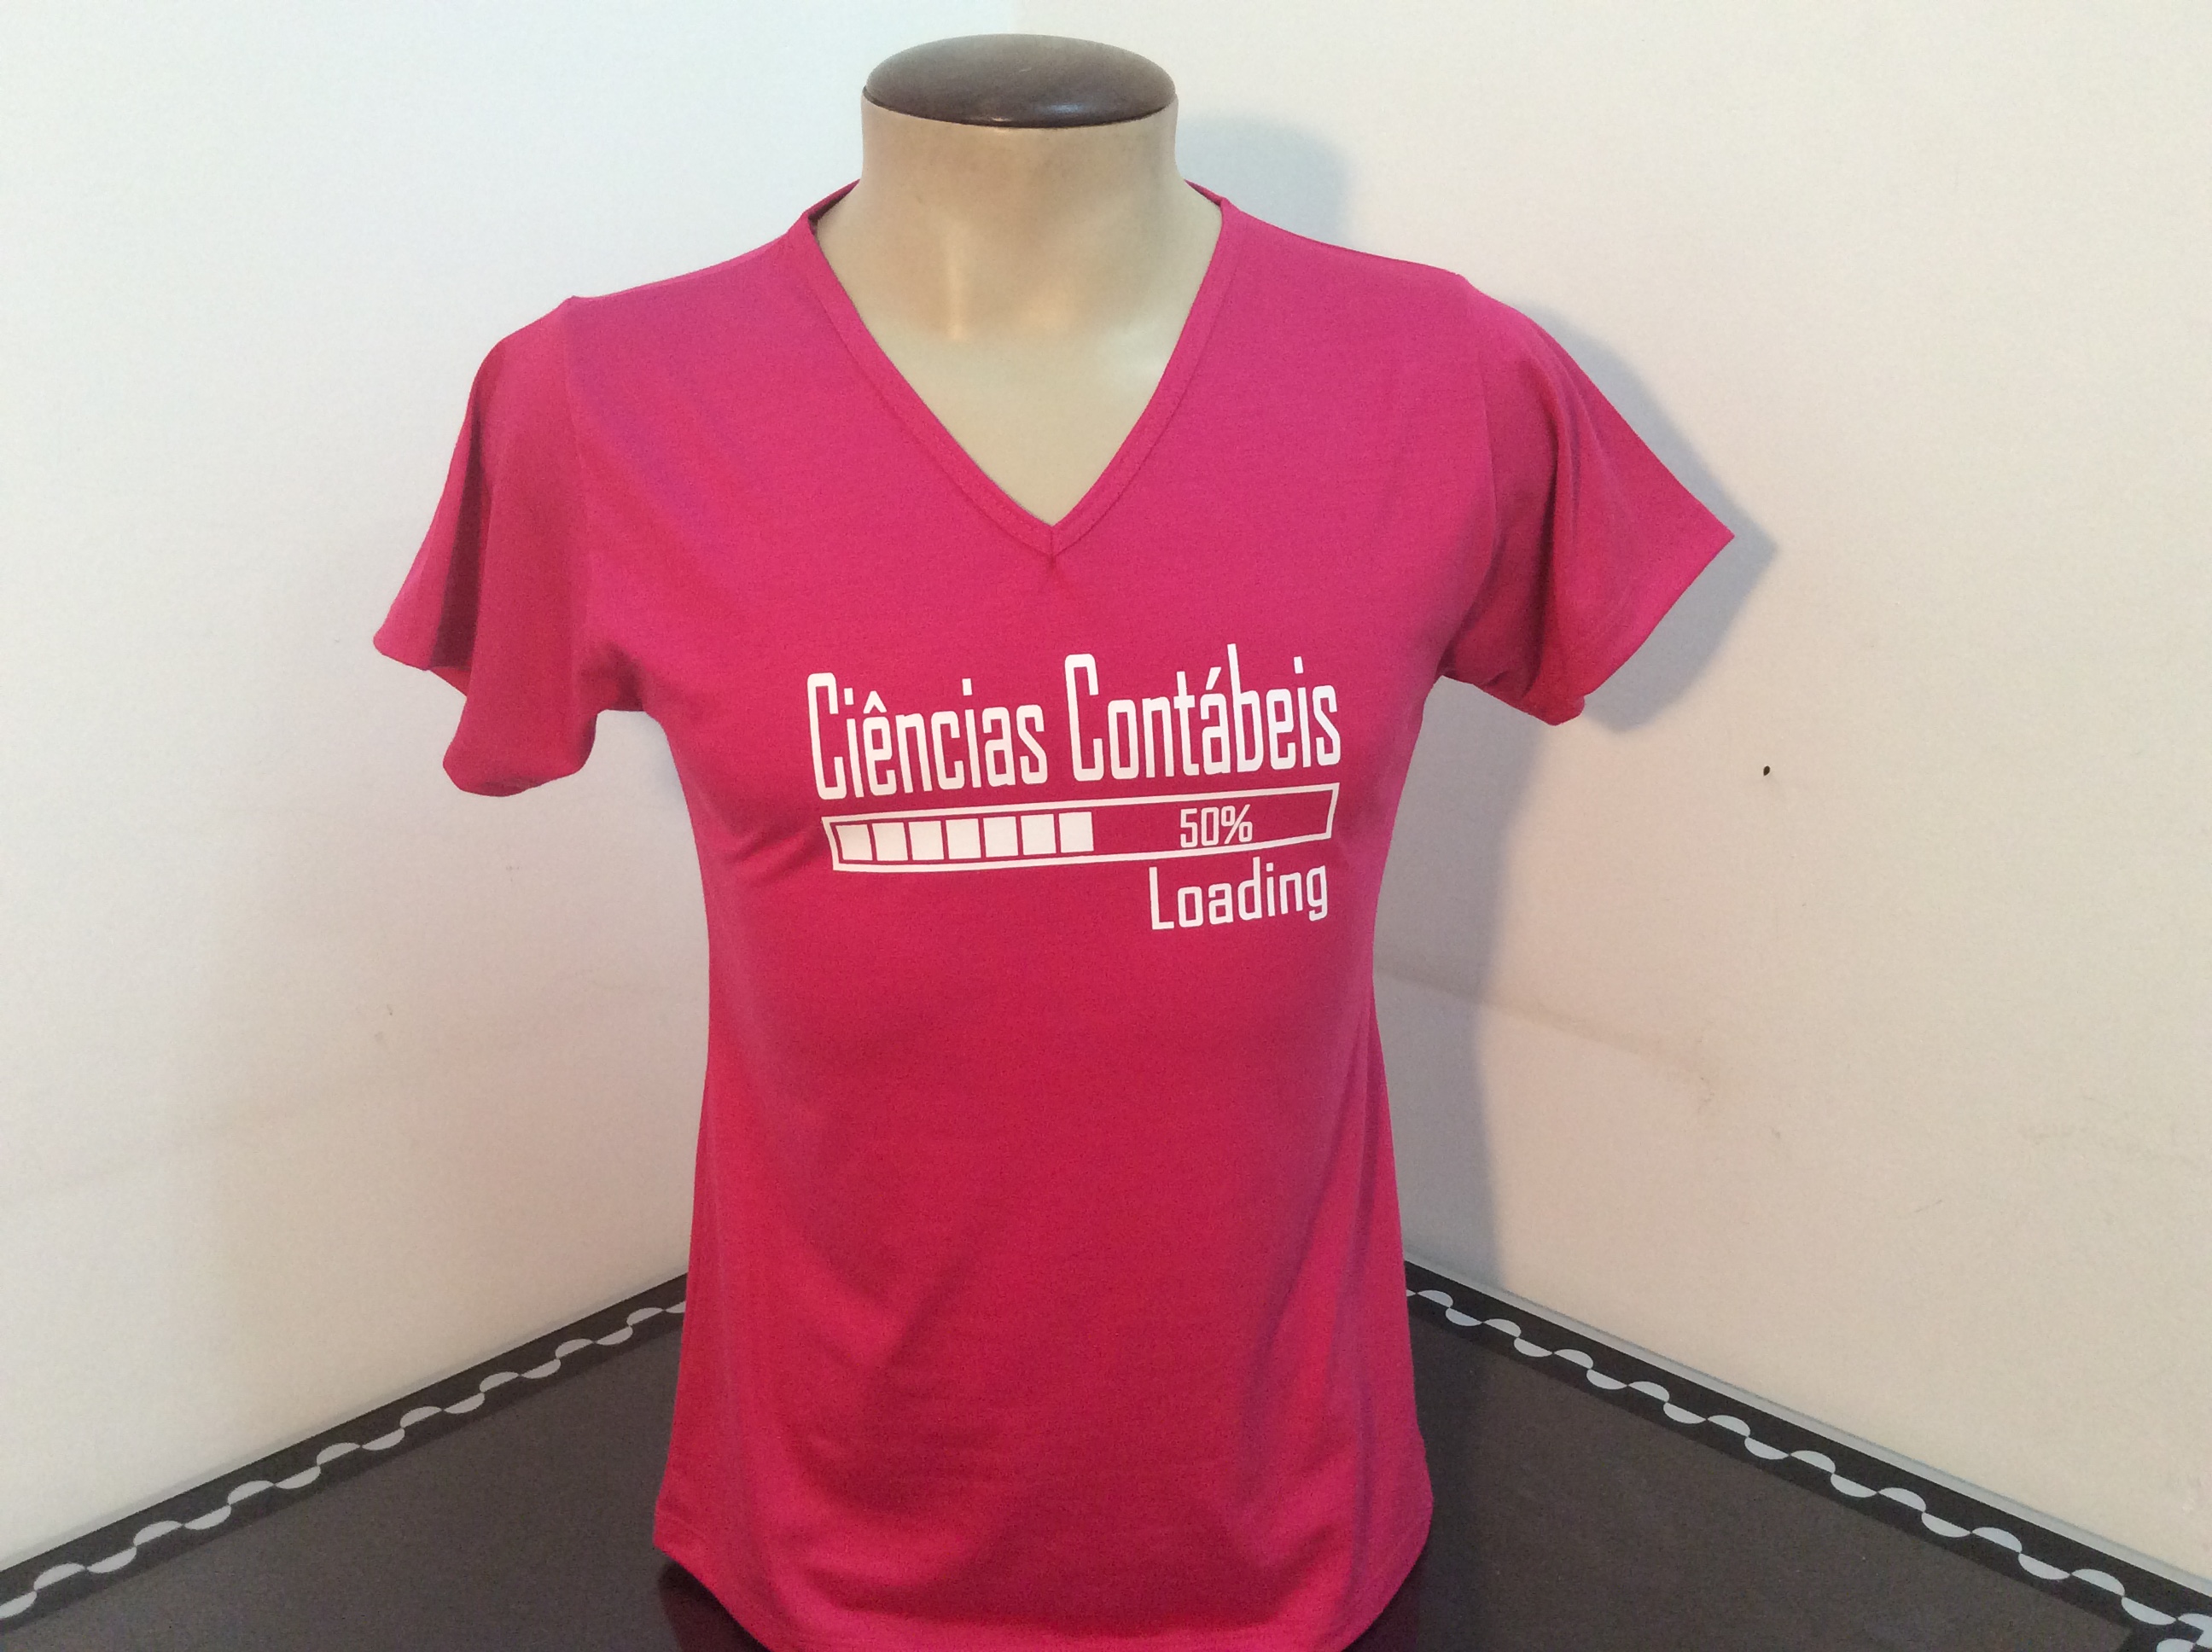 Ciências Contábeis
50%
Loading